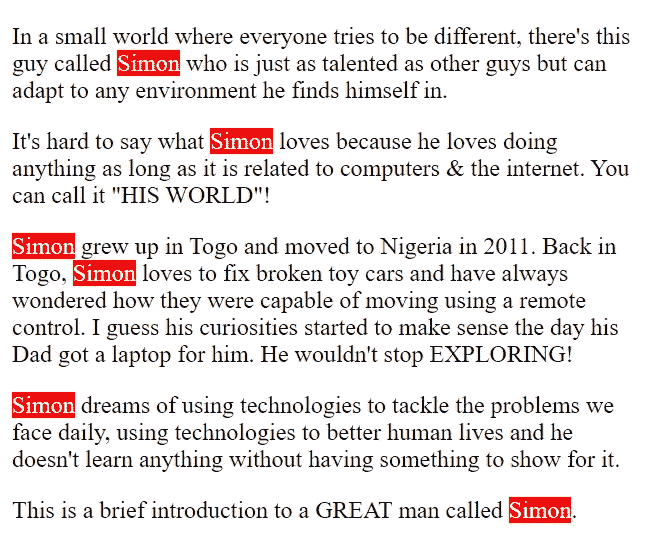 In a small world where everyone tries to be different, there's this
guy called Simon who is just as talented as other guys but can
adapt to any environment he finds himself in.
It's hard to say what Simon loves because he loves doing
anything as long as it is related to computers & the internet. You
can call it "HIS WORLD"!
Simon grew up in Togo and moved to Nigeria in 2011. Back in
Togo, Simon loves to fix broken toy cars and have always
wondered how they were capable of moving using a remote
control. I guess his curiosities started to make sense the day his
Dad got a laptop for him. He wouldn't stop EXPLORING!
Simon dreams of using technologies to tackle the problems we
face daily, using technologies to better human lives and he
doesn't learn anything without having something to show for it.
This is a brief introduction to a GREAT man called Simon.